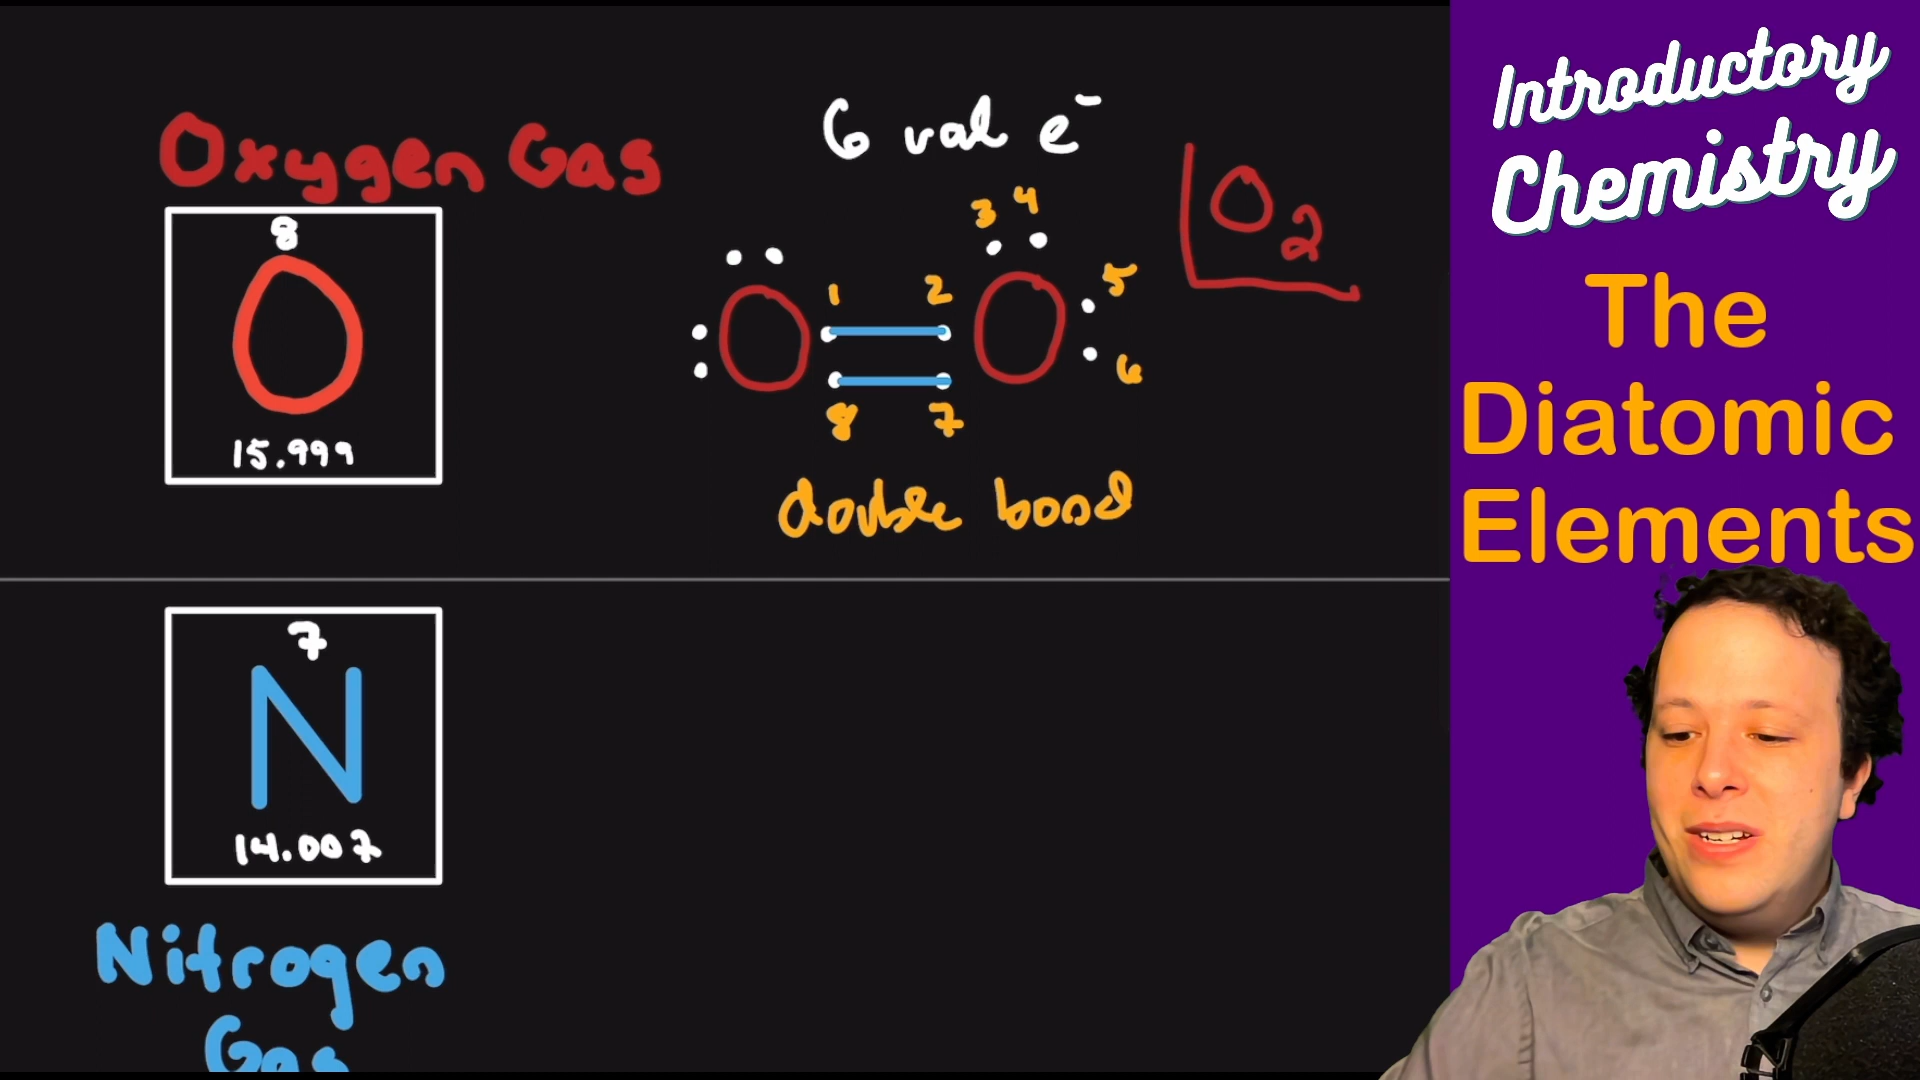 Oxygen Gas
8
O
15.999
6 val e⁻
3 4
1 2
O O
5
6
8 7
double bond
O₂
7
N
14.007
Nitrogen
Gas
Introductory
Chemistry
The
Diatomic
Elements